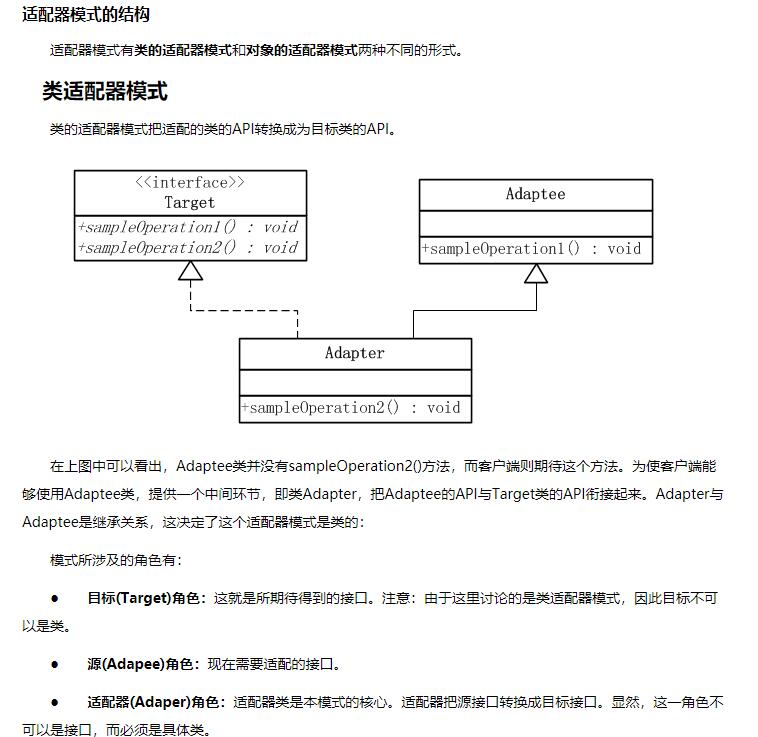 适配器模式的结构
适配器模式有类的适配器模式和对象的适配器模式两种不同的形式。
类适配器模式
类的适配器模式把适配的类的API转换成为目标类的API。
<<interface>>
Target
+sampleOperation1() : void
+sampleOperation2() : void
Adaptee
+sampleOperation1() : void
Adapter
+sampleOperation2() : void
在上图中可以看出，Adaptee类并没有sampleOperation2()方法，而客户端则期待这个方法。为使客户端能
够使用Adaptee类，提供一个中间环节，即类Adapter，把Adaptee的API与Target类的API衔接起来。Adapter与
Adaptee是继承关系，这决定了这个适配器模式是类的：
模式所涉及的角色有：
● 目标(Target)角色：这就是所期待得到的接口。注意：由于这里讨论的是类适配器模式，因此目标不可
以是类。
● 源(Adapee)角色：现在需要适配的接口。
● 适配器(Adaper)角色：适配器类是本模式的核心。适配器把源接口转换成目标接口。显然，这一角色不
可以是接口，而必须是具体类。